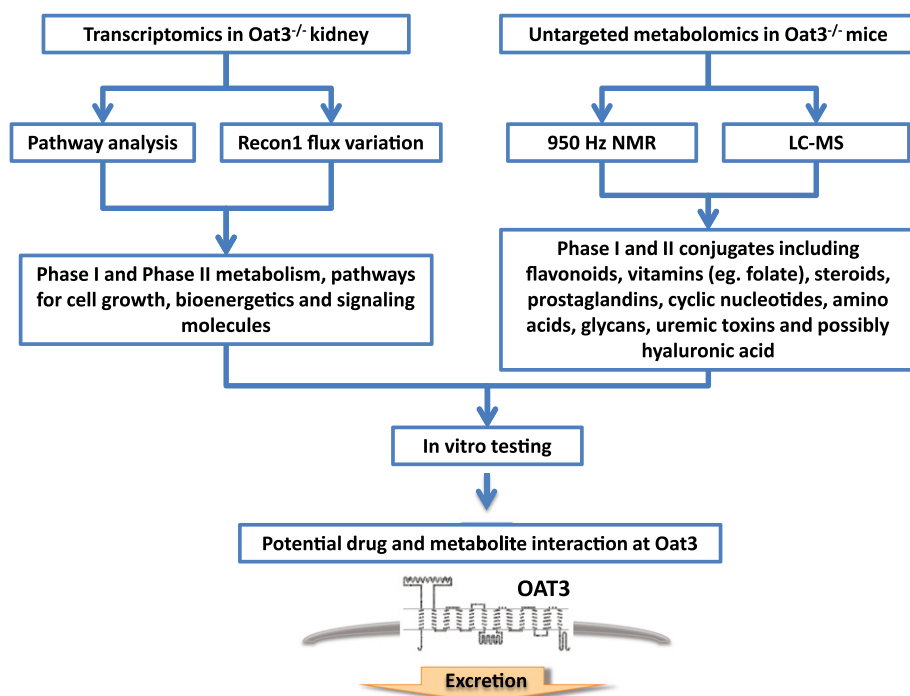 Transcriptomics in Oat3-/- kidney
Untargeted metabolomics in Oat3-/- mice
Pathway analysis
Recon1 flux variation
950 Hz NMR
LC-MS
Phase I and Phase II metabolism, pathways
for cell growth, bioenergetics and signaling
molecules
Phase I and II conjugates including
flavonoids, vitamins (eg. folate), steroids,
prostaglandins, cyclic nucleotides, amino
acids, glycans, uremic toxins and possibly
hyaluronic acid
In vitro testing
Potential drug and metabolite interaction at Oat3
OAT3
Excretion